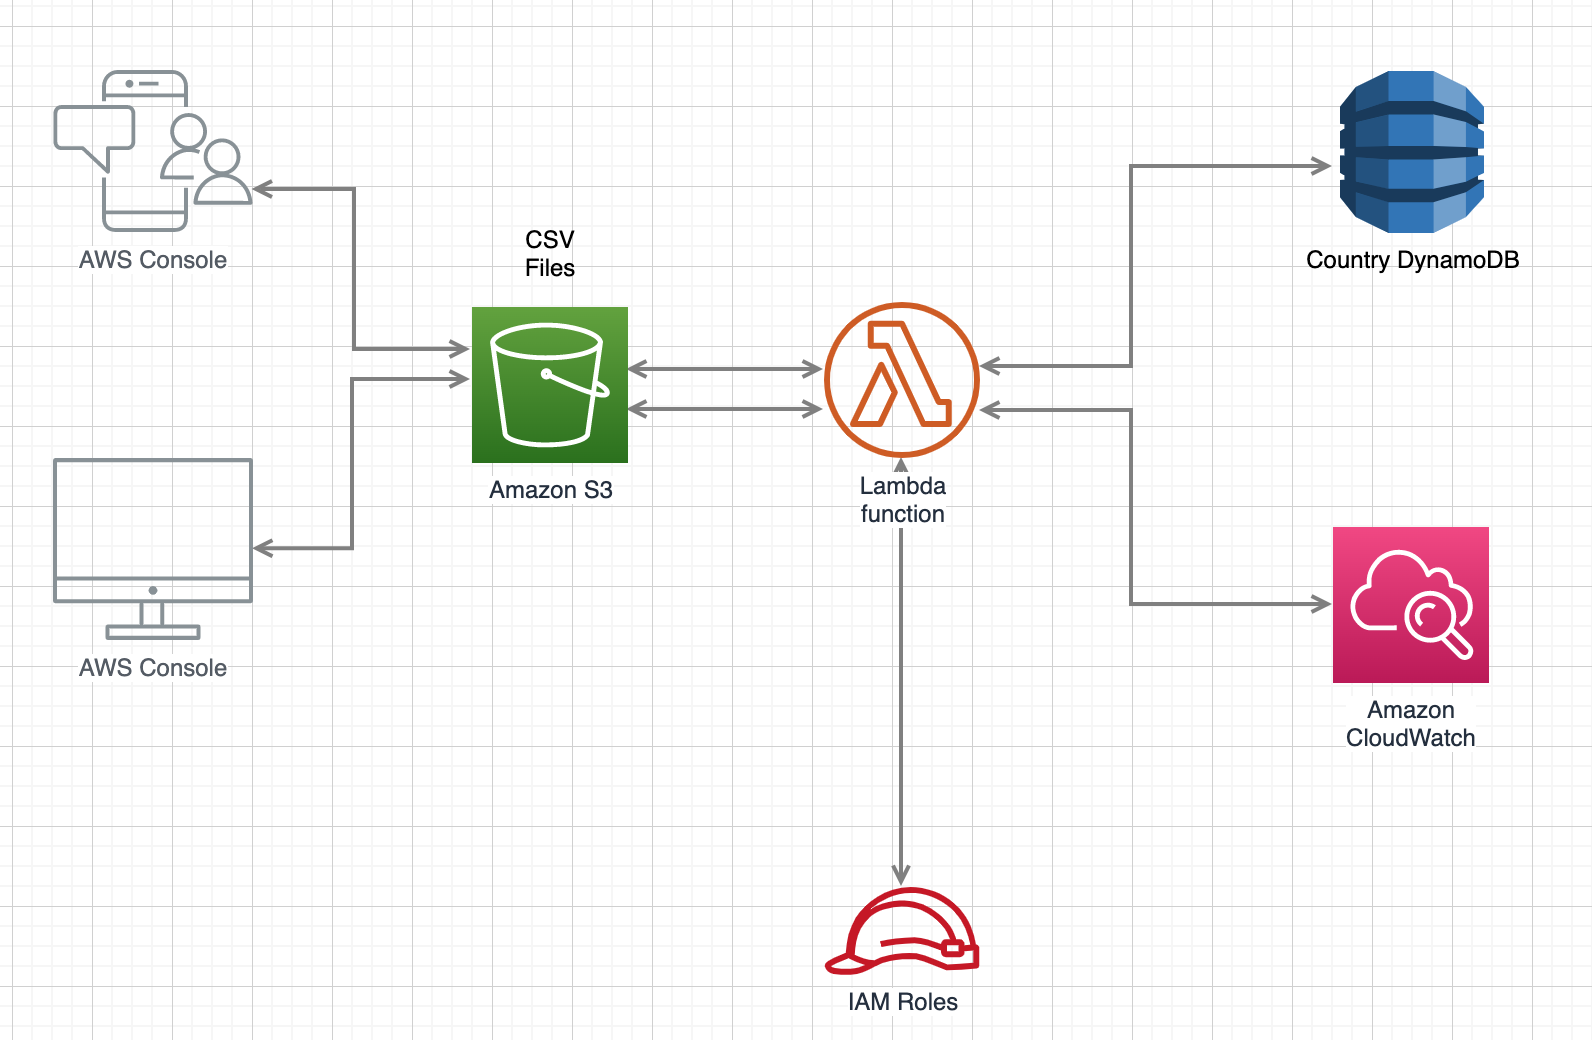 AWS Console
CSV
Files
Country DynamoDB
Amazon S3
Lambda
function
AWS Console
Amazon
CloudWatch
IAM Roles